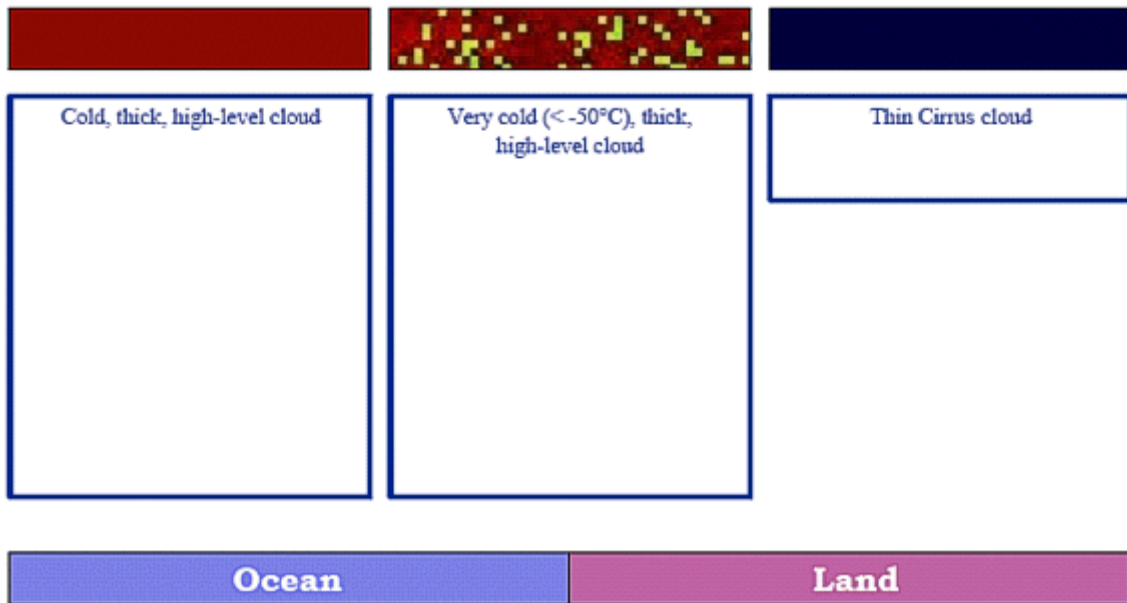 Cold, thick, high-level cloud
Very cold (< -50°C), thick,
high-level cloud
Thin Cirrus cloud
Ocean
Land